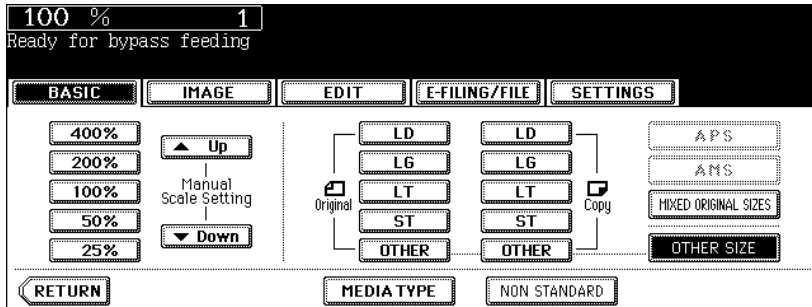 100 % 1
Ready for bypass feeding
BASIC IMAGE EDIT E-FILING/FILE SETTINGS
400% Up LD LD APS
200% LG LG AMS
100% Manual Scale Setting Original LT LT Copy MIXED ORIGINAL SIZES
50% Down ST ST
25% OTHER OTHER OTHER SIZE
RETURN MEDIA TYPE NON STANDARD